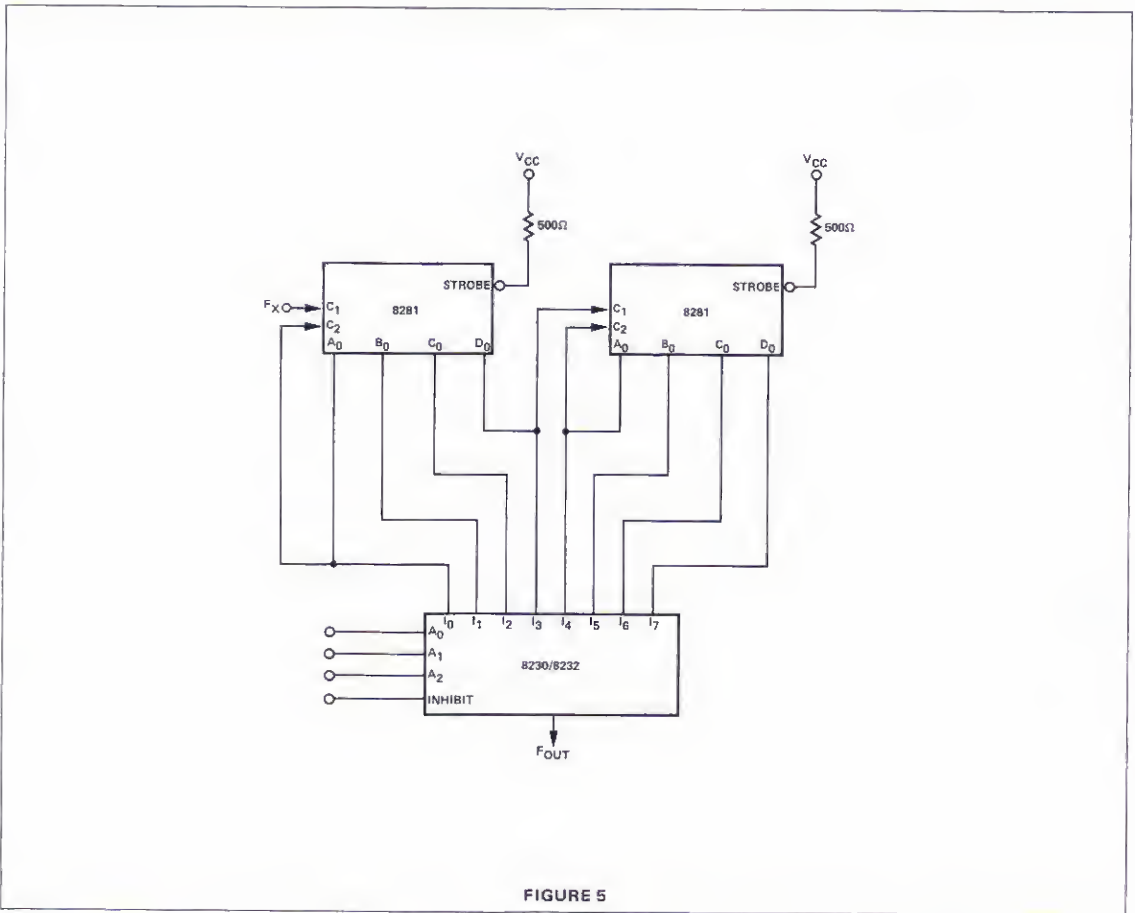 VCC
VCC
500Ω
500Ω
STROBE
STROBE
FX
C1
8281
C1
8281
C2
C2
A0 B0 C0 D0
A0 B0 C0 D0
I0 I1 I2 I3 I4 I5 I6 I7
A0
A1
8230/8232
A2
INHIBIT
FOUT
FIGURE 5